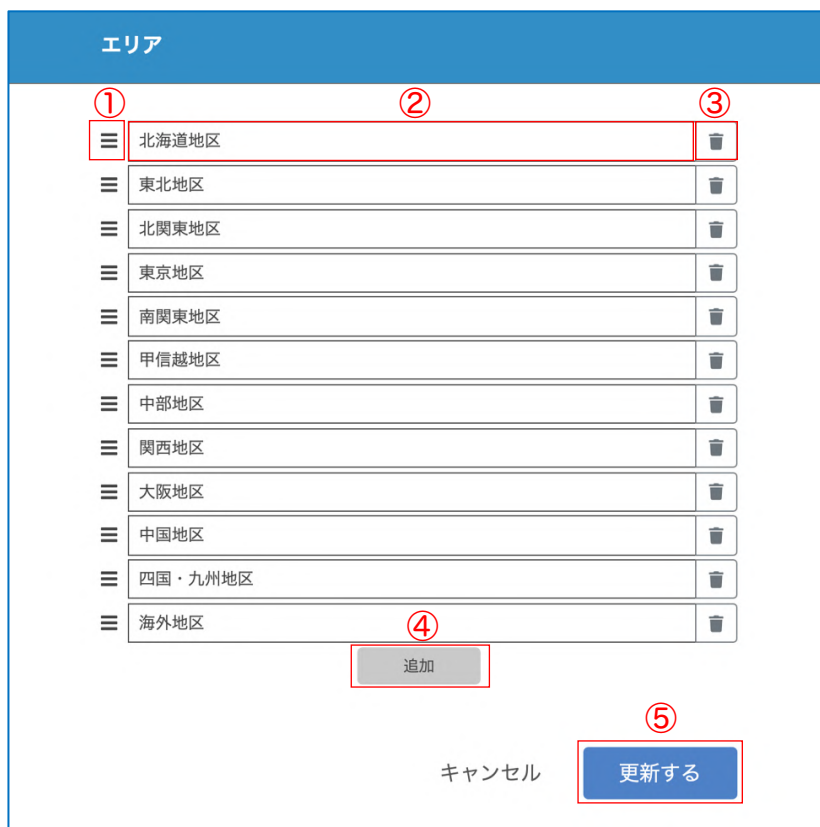 エリア
① ② ③
北海道地区
東北地区
北関東地区
東京地区
南関東地区
甲信越地区
中部地区
関西地区
大阪地区
中国地区
四国・九州地区
海外地区
④
追加
⑤
キャンセル 更新する